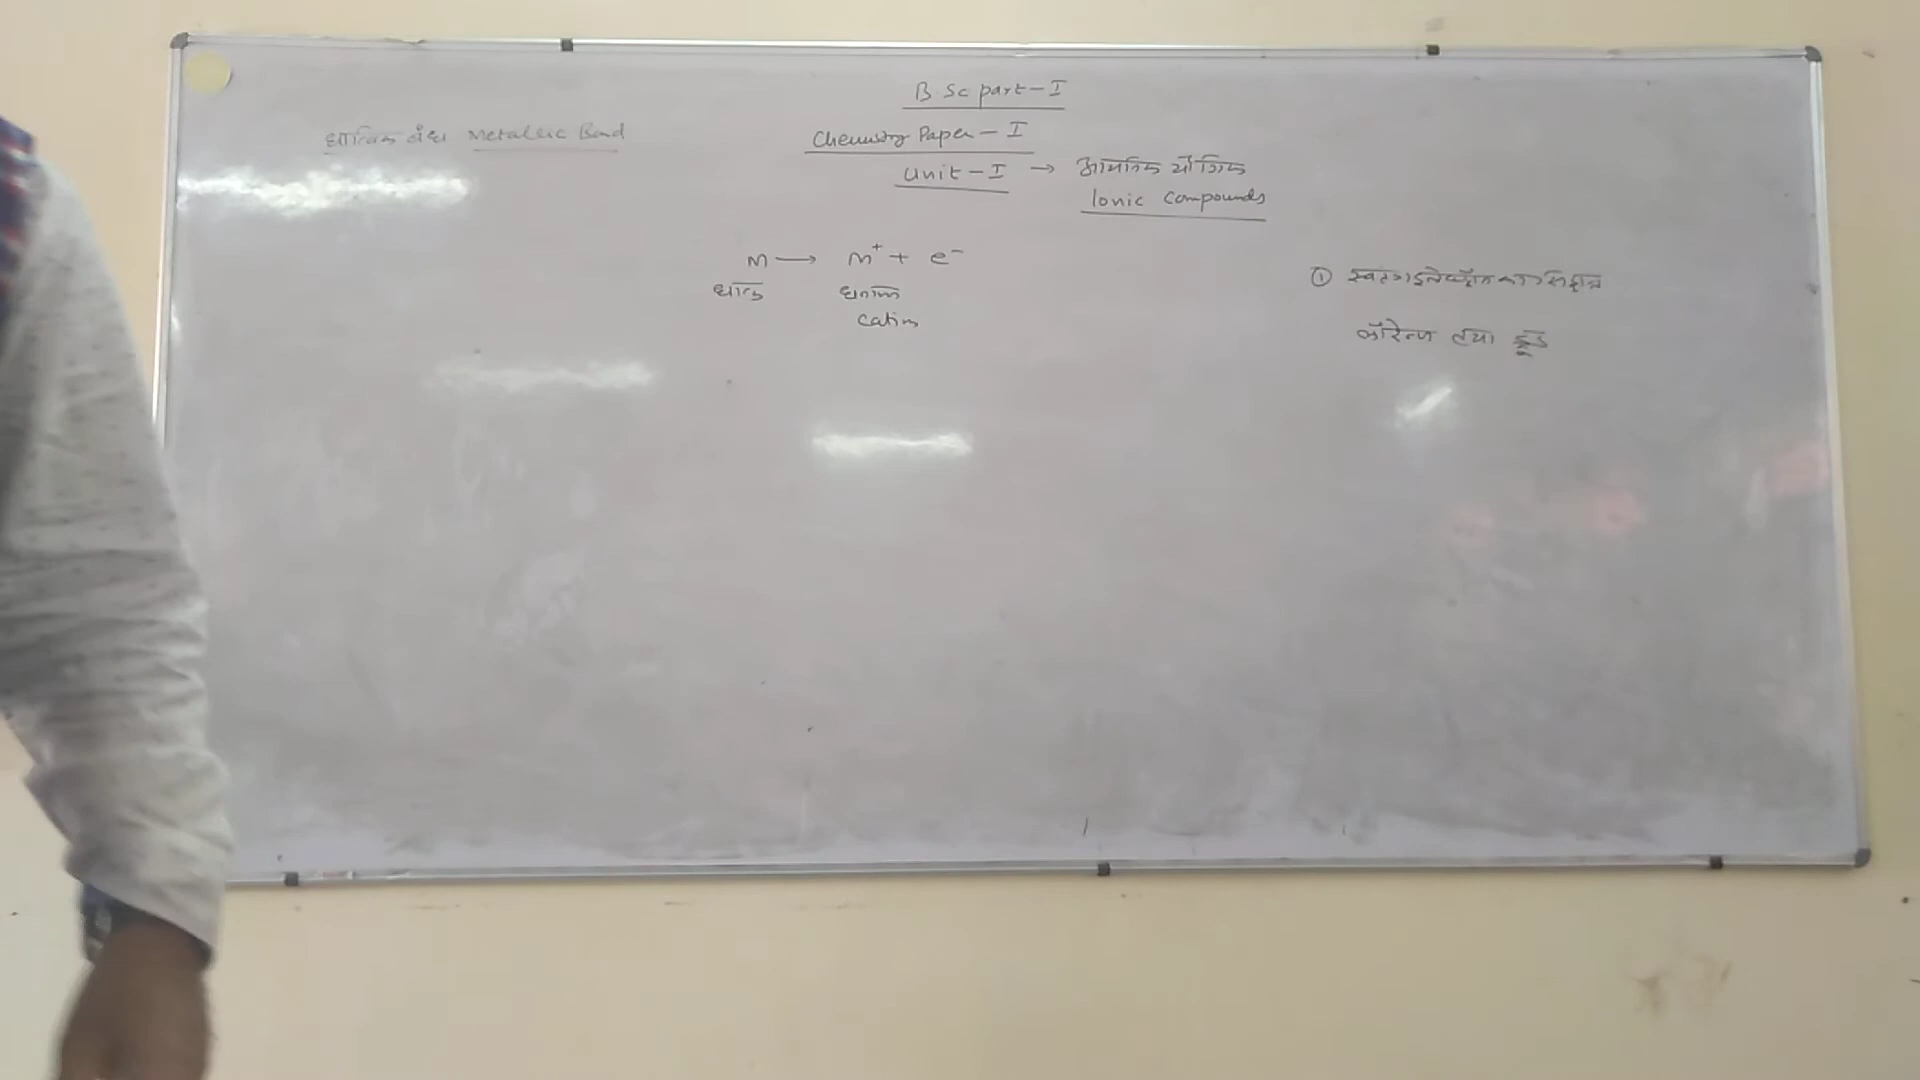 B Sc part-I
धात्विक बंध Metallic Bond
Chemistry Paper-I
Unit-I → आयनिक यौगिक
Ionic Compounds
M ⟶ M⁺ + e⁻
धातु धनायन
Cation
① स्वतंत्र इलेक्ट्रॉन का सिद्धांत
लॉरेन्ज तथा ड्रूड